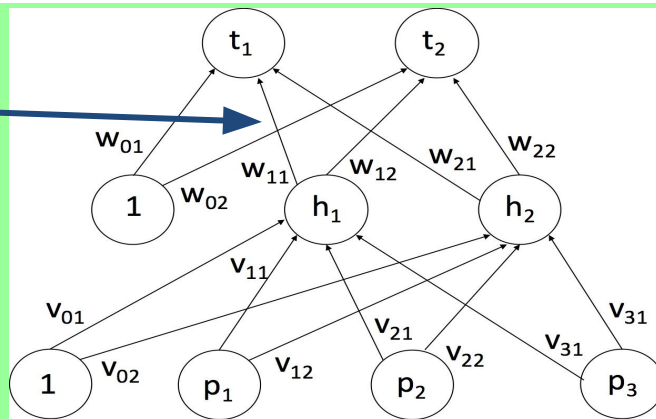 t₁ t₂
w₀₁ w₀₂ w₁₁ w₁₂ w₂₁ w₂₂
1 h₁ h₂
v₀₁ v₀₂ v₁₁ v₁₂ v₂₁ v₂₂ v₃₁ v₃₁
1 p₁ p₂ p₃